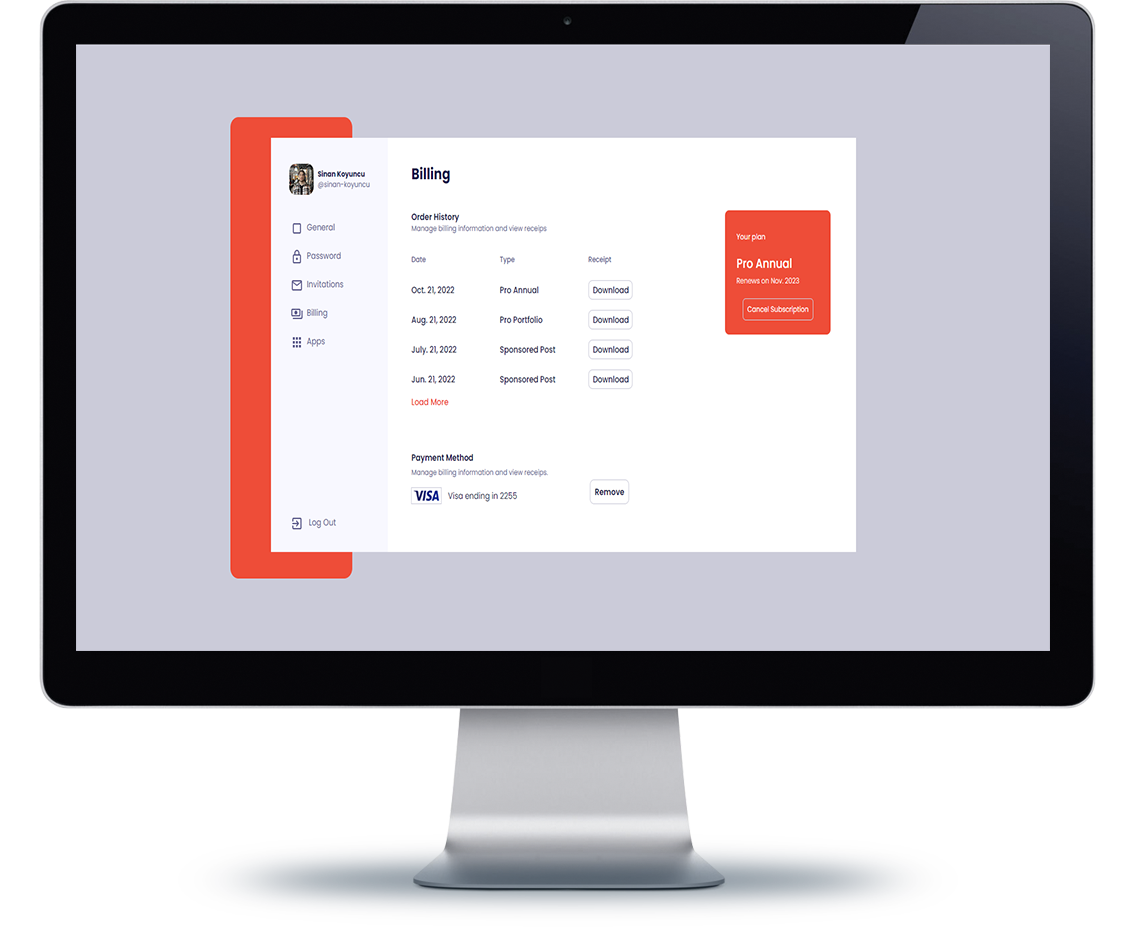 Sinan Koyuncu
@sinan-koyuncu
General
Password
Invitations
Billing
Apps
Log Out
Billing
Order History
Manage billing information and view receips
Date Type Receipt
Oct. 21, 2022 Pro Annual Download
Aug. 21, 2022 Pro Portfolio Download
July. 21, 2022 Sponsored Post Download
Jun. 21, 2022 Sponsored Post Download
Load More
Payment Method
Manage billing information and view receips.
VISA Visa ending in 2255 Remove
Your plan
Pro Annual
Renews on Nov. 2023
Cancel Subscription